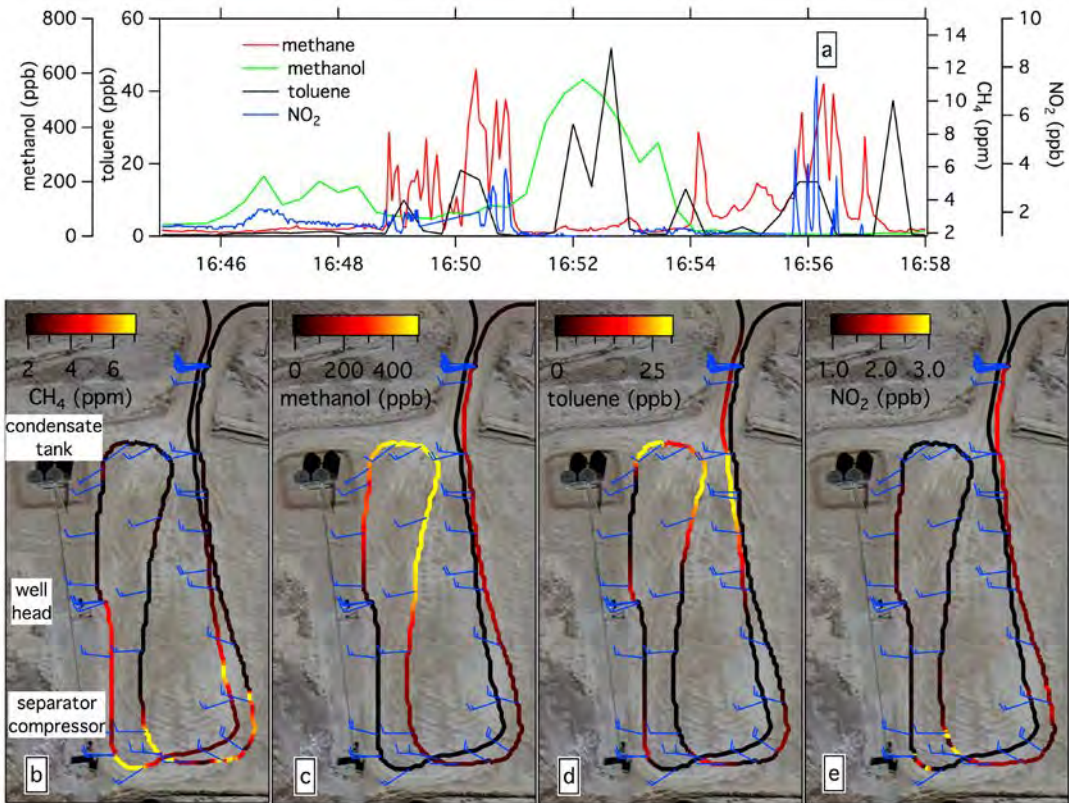 800
600
400
200
0
methanol (ppb)
60
40
20
0
toluene (ppb)
methane
methanol
toluene
NO2
a
14
12
10
8
6
4
2
CH4 (ppm)
10
8
6
4
2
NO2 (ppb)
16:46 16:48 16:50 16:52 16:54 16:56 16:58
2 4 6
CH4 (ppm)
condensate
tank
well
head
separator
compressor
b
0 200 400
methanol (ppb)
c
0 25
toluene (ppb)
d
1.0 2.0 3.0
NO2 (ppb)
e